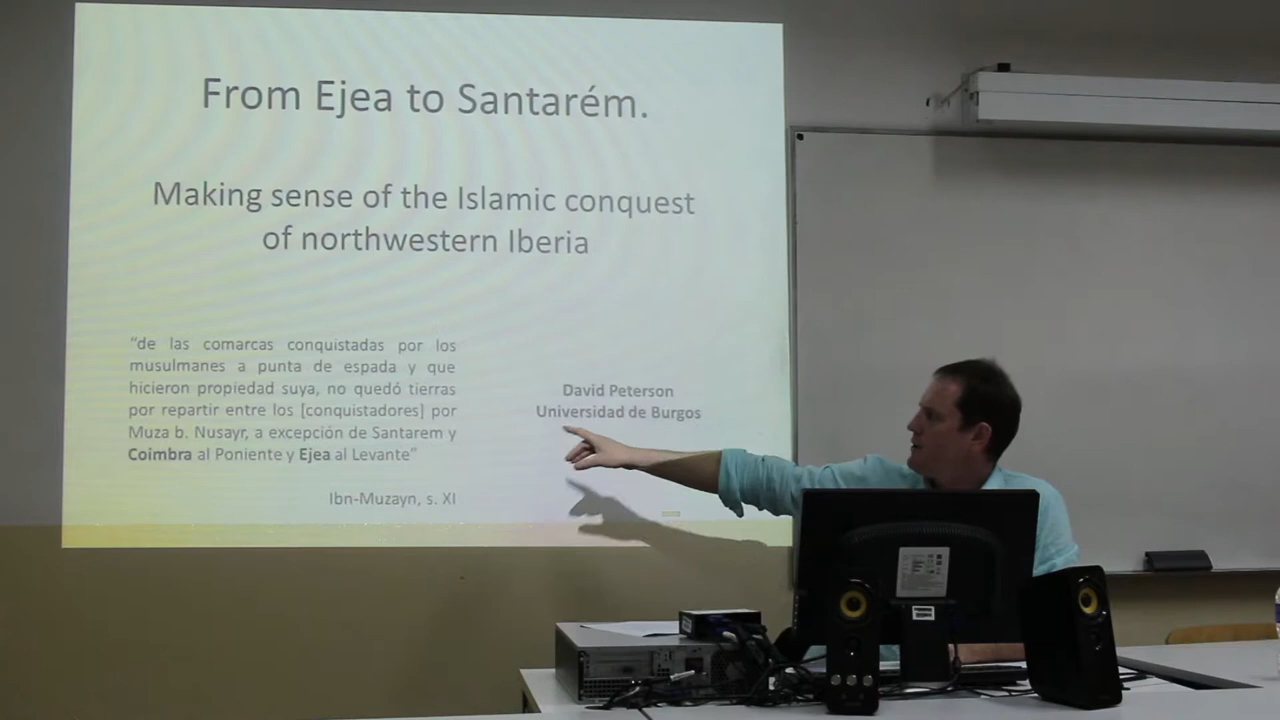 From Ejea to Santarém.
Making sense of the Islamic conquest
of northwestern Iberia
“de las comarcas conquistadas por los
musulmanes a punta de espada y que
hicieron propiedad suya, no quedó tierras
por repartir entre los [conquistadores] por
Muza b. Nusayr, a excepción de Santarem y
Coimbra al Poniente y Ejea al Levante”
Ibn-Muzayn, s. XI
David Peterson
Universidad de Burgos